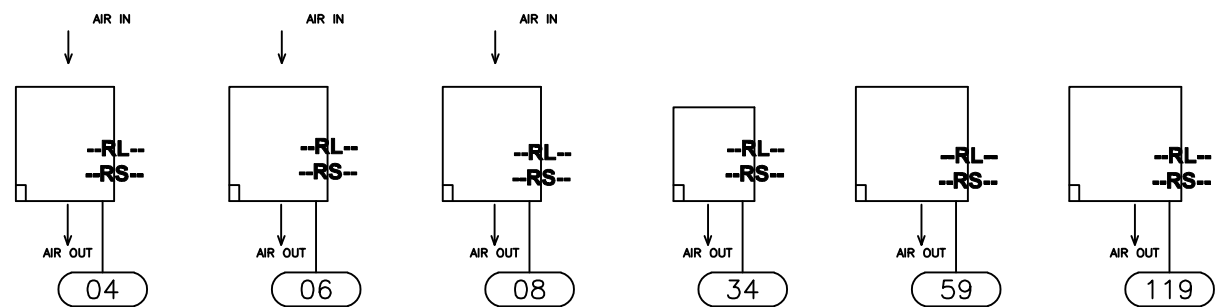 AIR IN AIR IN AIR IN
--RL-- --RL-- --RL-- --RL-- --RL-- --RL--
--RS-- --RS-- --RS-- --RS-- --RS-- --RS--
AIR OUT AIR OUT AIR OUT AIR OUT AIR OUT AIR OUT
04 06 08 34 59 119